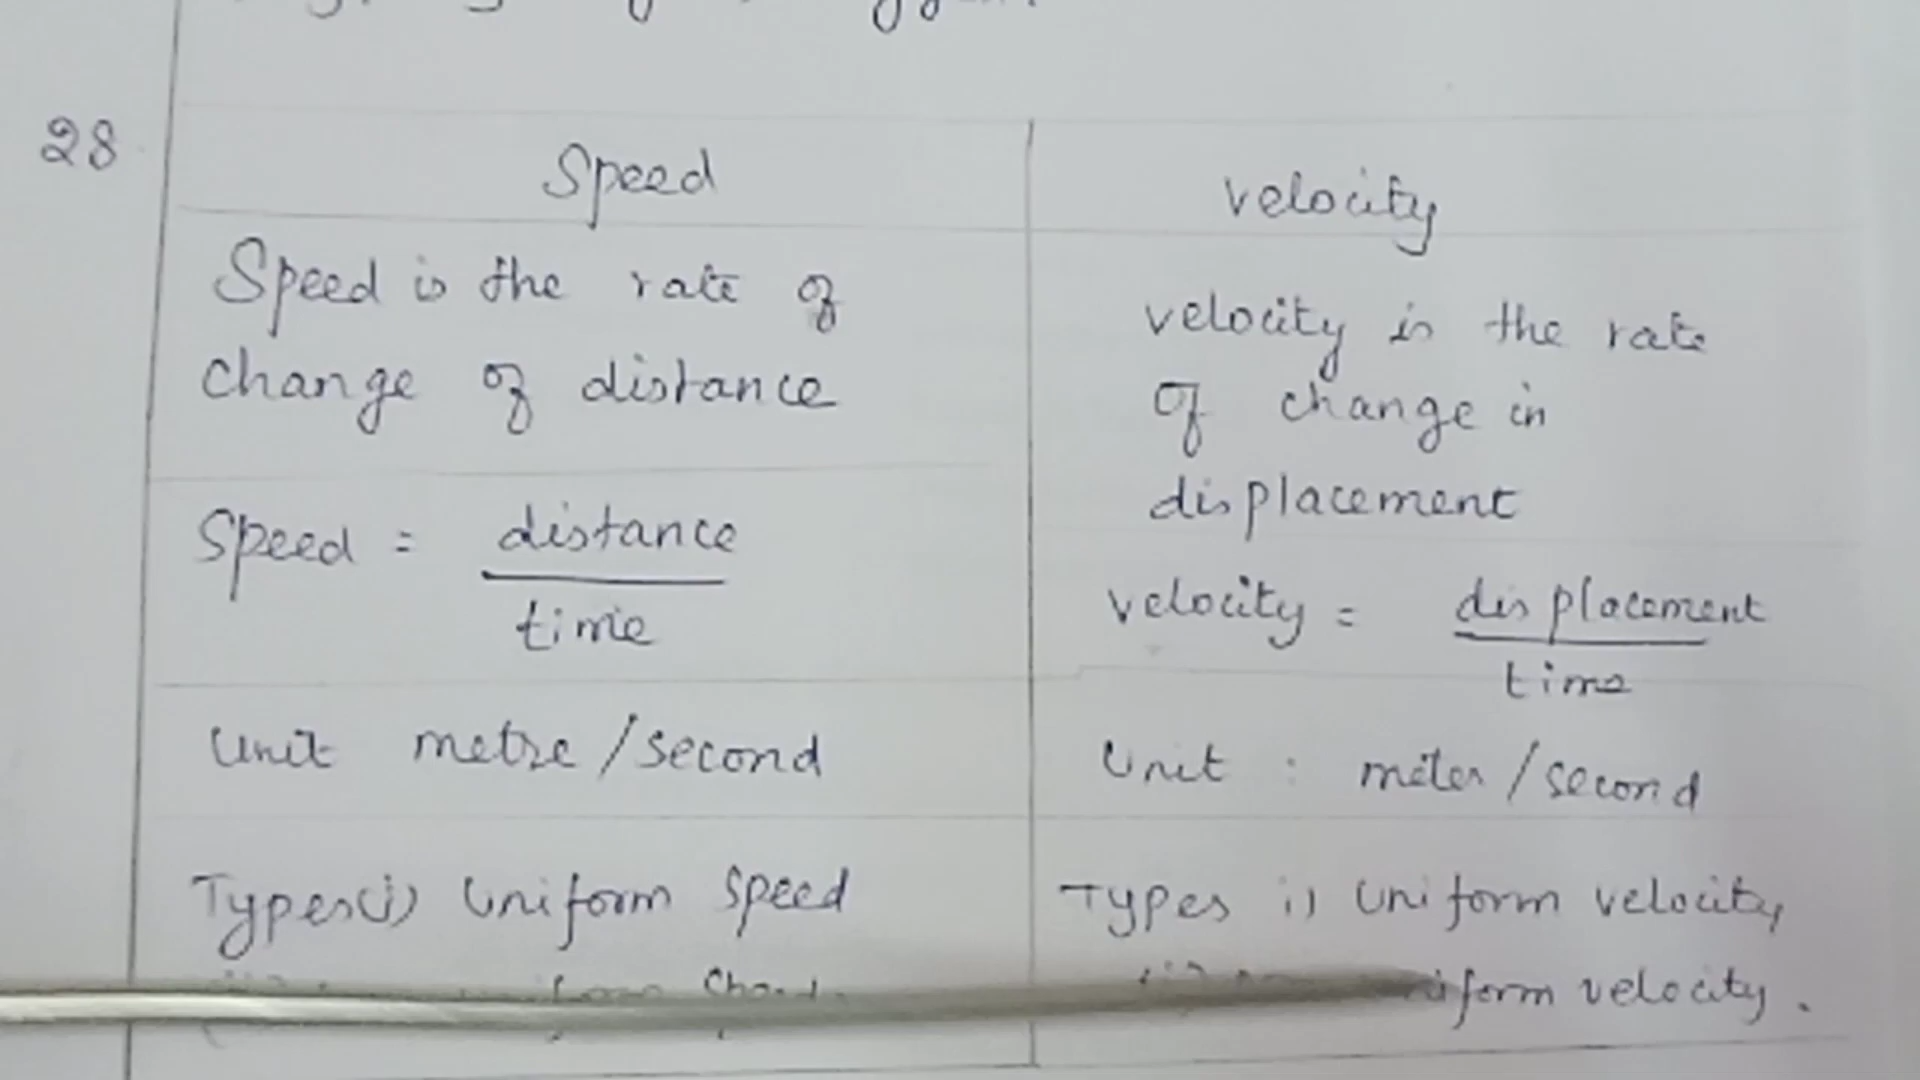 28
Speed
Speed is the rate of
change of distance
Speed = distance
time
Unit metre/second
Types(i) Uniform Speed
velocity
velocity is the rate
of change in
displacement
velocity = displacement
time
Unit : meter/second
Types i) Uniform velocity
velocity.